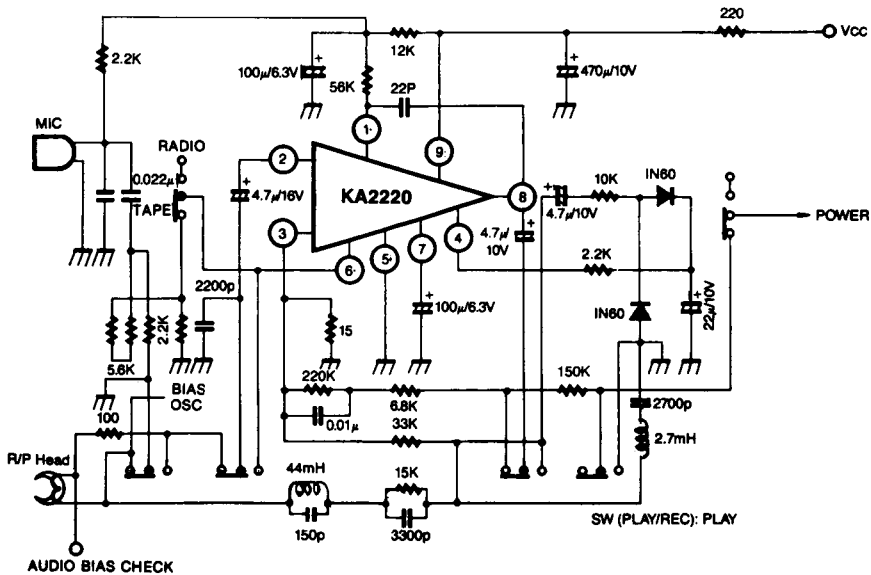 220
VCC
2.2K
12K
100μ/6.3V
+
470μ/10V
+
56K
22P
MIC
1
RADIO
2
9
0.022μ
10K
IN60
KA2220
8
+
TAPE
4.7μ/16V
+
4.7μ/10V
POWER
3
4.7μ/
10V
+
7
4
6
5
2.2K
2200p
+
100μ/6.3V
IN60
+
22μ/10V
15
2.2K
5.6K
BIAS
OSC
220K
150K
6.8K
2700p
0.01μ
100
33K
2.7mH
R/P Head
44mH
15K
150p
3300p
SW (PLAY/REC): PLAY
AUDIO BIAS CHECK